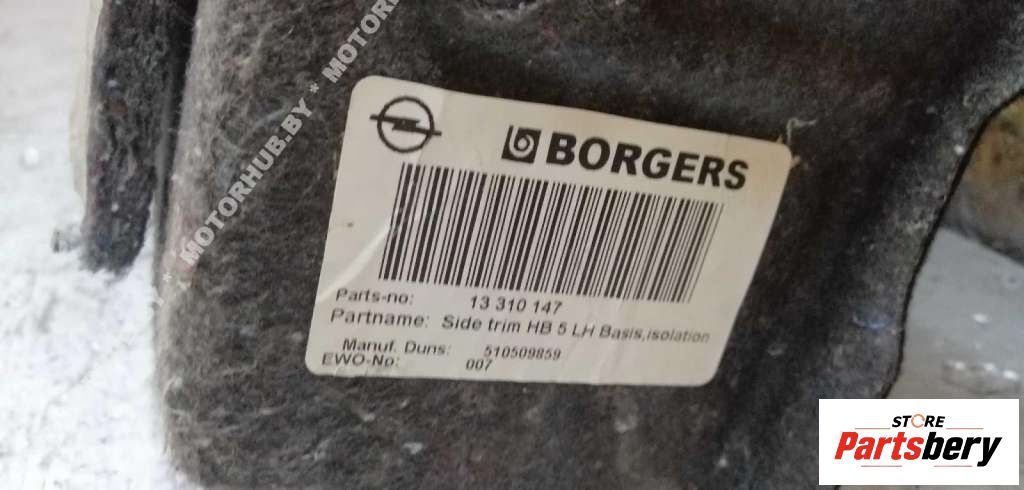 * MOTORHUB.BY * MOTORH
BORGERS
Parts-no: 13 310 147
Partname: Side trim HB 5 LH Basis,isolation
Manuf. Duns: 510509859
EWO-No: 007
STORE
Partsbery